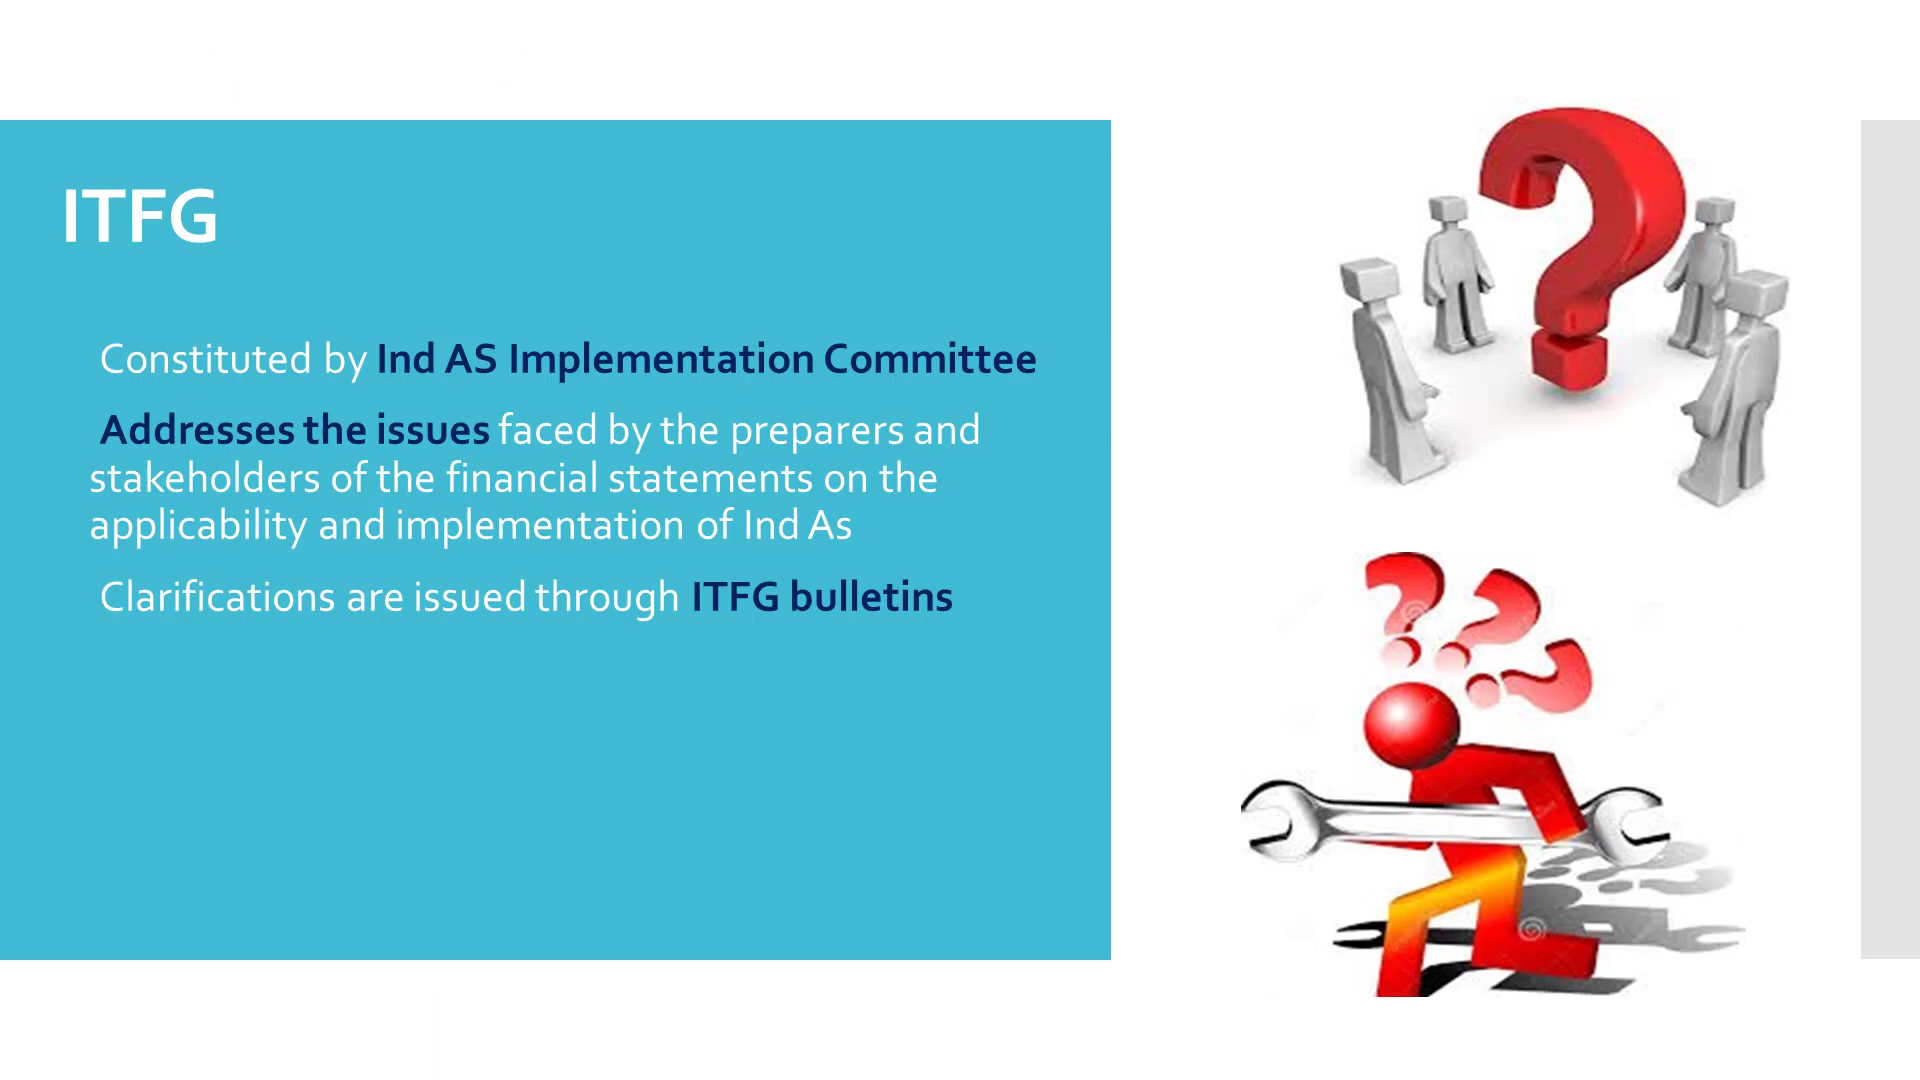 ITFG
Constituted by Ind AS Implementation Committee
Addresses the issues faced by the preparers and
stakeholders of the financial statements on the
applicability and implementation of Ind As
Clarifications are issued through ITFG bulletins